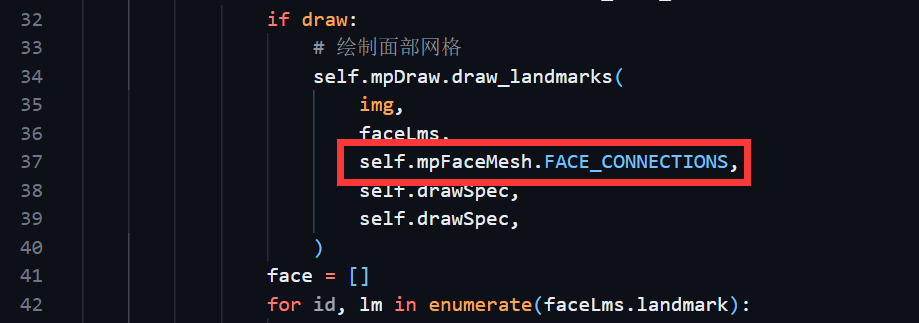 32 if draw:
33 # 绘制面部网格
34 self.mpDraw.draw_landmarks(
35 img,
36 faceLms,
37 self.mpFaceMesh.FACE_CONNECTIONS,
38 self.drawSpec,
39 self.drawSpec,
40 )
41 face = []
42 for id, lm in enumerate(faceLms.landmark):